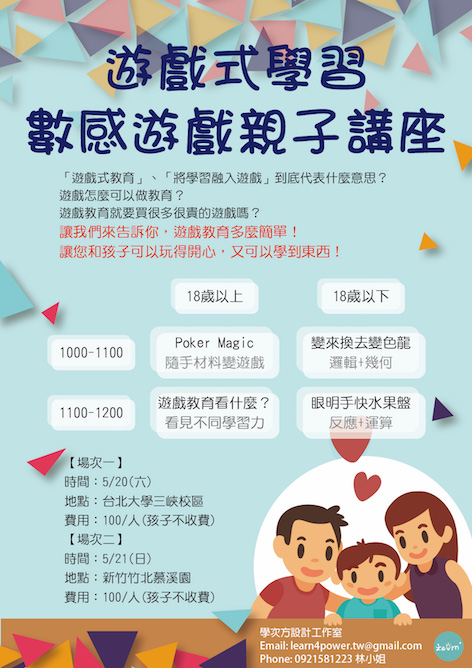 遊戲式學習
數感遊戲親子講座
「遊戲式教育」、「將學習融入遊戲」到底代表什麼意思？
遊戲怎麼可以做教育？
遊戲教育就要買很多很貴的遊戲嗎？
讓我們來告訴你，遊戲教育多麼簡單！
讓您和孩子可以玩得開心，又可以學到東西！
18歲以上 18歲以下
1000-1100
Poker Magic
隨手材料變遊戲
變來換去變色龍
邏輯+幾何
1100-1200
遊戲教育看什麼？
看見不同學習力
眼明手快水果盤
反應+運算
【場次一】
時間：5/20(六)
地點：台北大學三峽校區
費用：100/人(孩子不收費)
【場次二】
時間：5/21(日)
地點：新竹竹北慕溪園
費用：100/人(孩子不收費)
學次方設計工作室
Email: learn4power.tw@gmail.com
Phone: 0921581223 林小姐